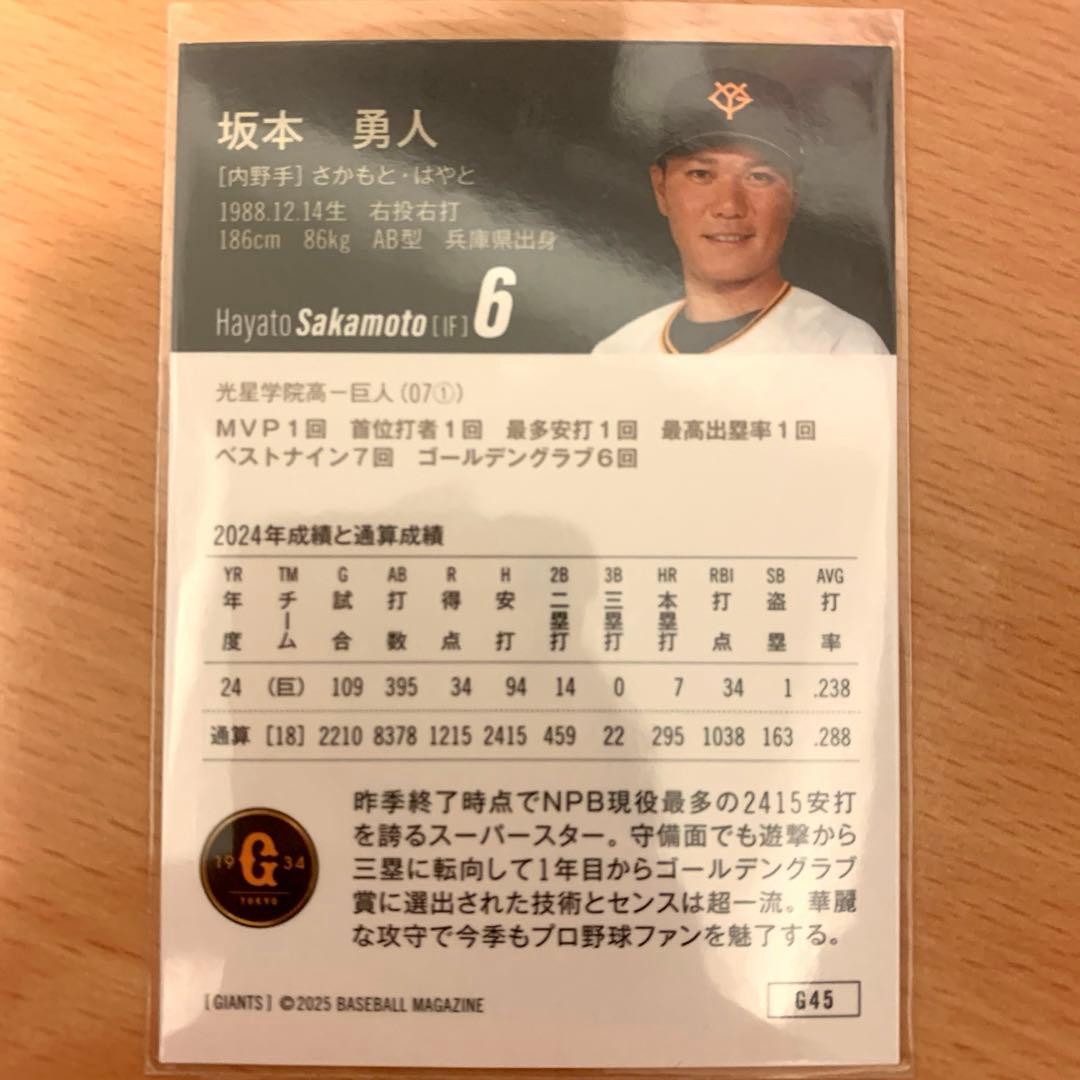 坂本 勇人
[内野手] さかもと・はやと
1988.12.14生 右投右打
186cm 86kg AB型 兵庫県出身
Hayato Sakamoto [IF] 6
光星学院高ー巨人(07①)
MVP1回 首位打者1回 最多安打1回 最高出塁率1回
ベストナイン7回 ゴールデングラブ6回
2024年成績と通算成績
YR TM G AB R H 2B 3B HR RBI SB AVG
年度 チーム 試合 打数 得点 安打 二塁打 三塁打 本塁打 打点 盗塁 打率
24 (巨) 109 395 34 94 14 0 7 34 1 .238
通算 [18] 2210 8378 1215 2415 459 22 295 1038 163 .288
昨季終了時点でNPB現役最多の2415安打
を誇るスーパースター。守備面でも遊撃から
三塁に転向して1年目からゴールデングラブ
賞に選出された技術とセンスは超一流。華麗
な攻守で今季もプロ野球ファンを魅了する。
19 G 34
TOKYO
[GIANTS] ©2025 BASEBALL MAGAZINE
G45
YG